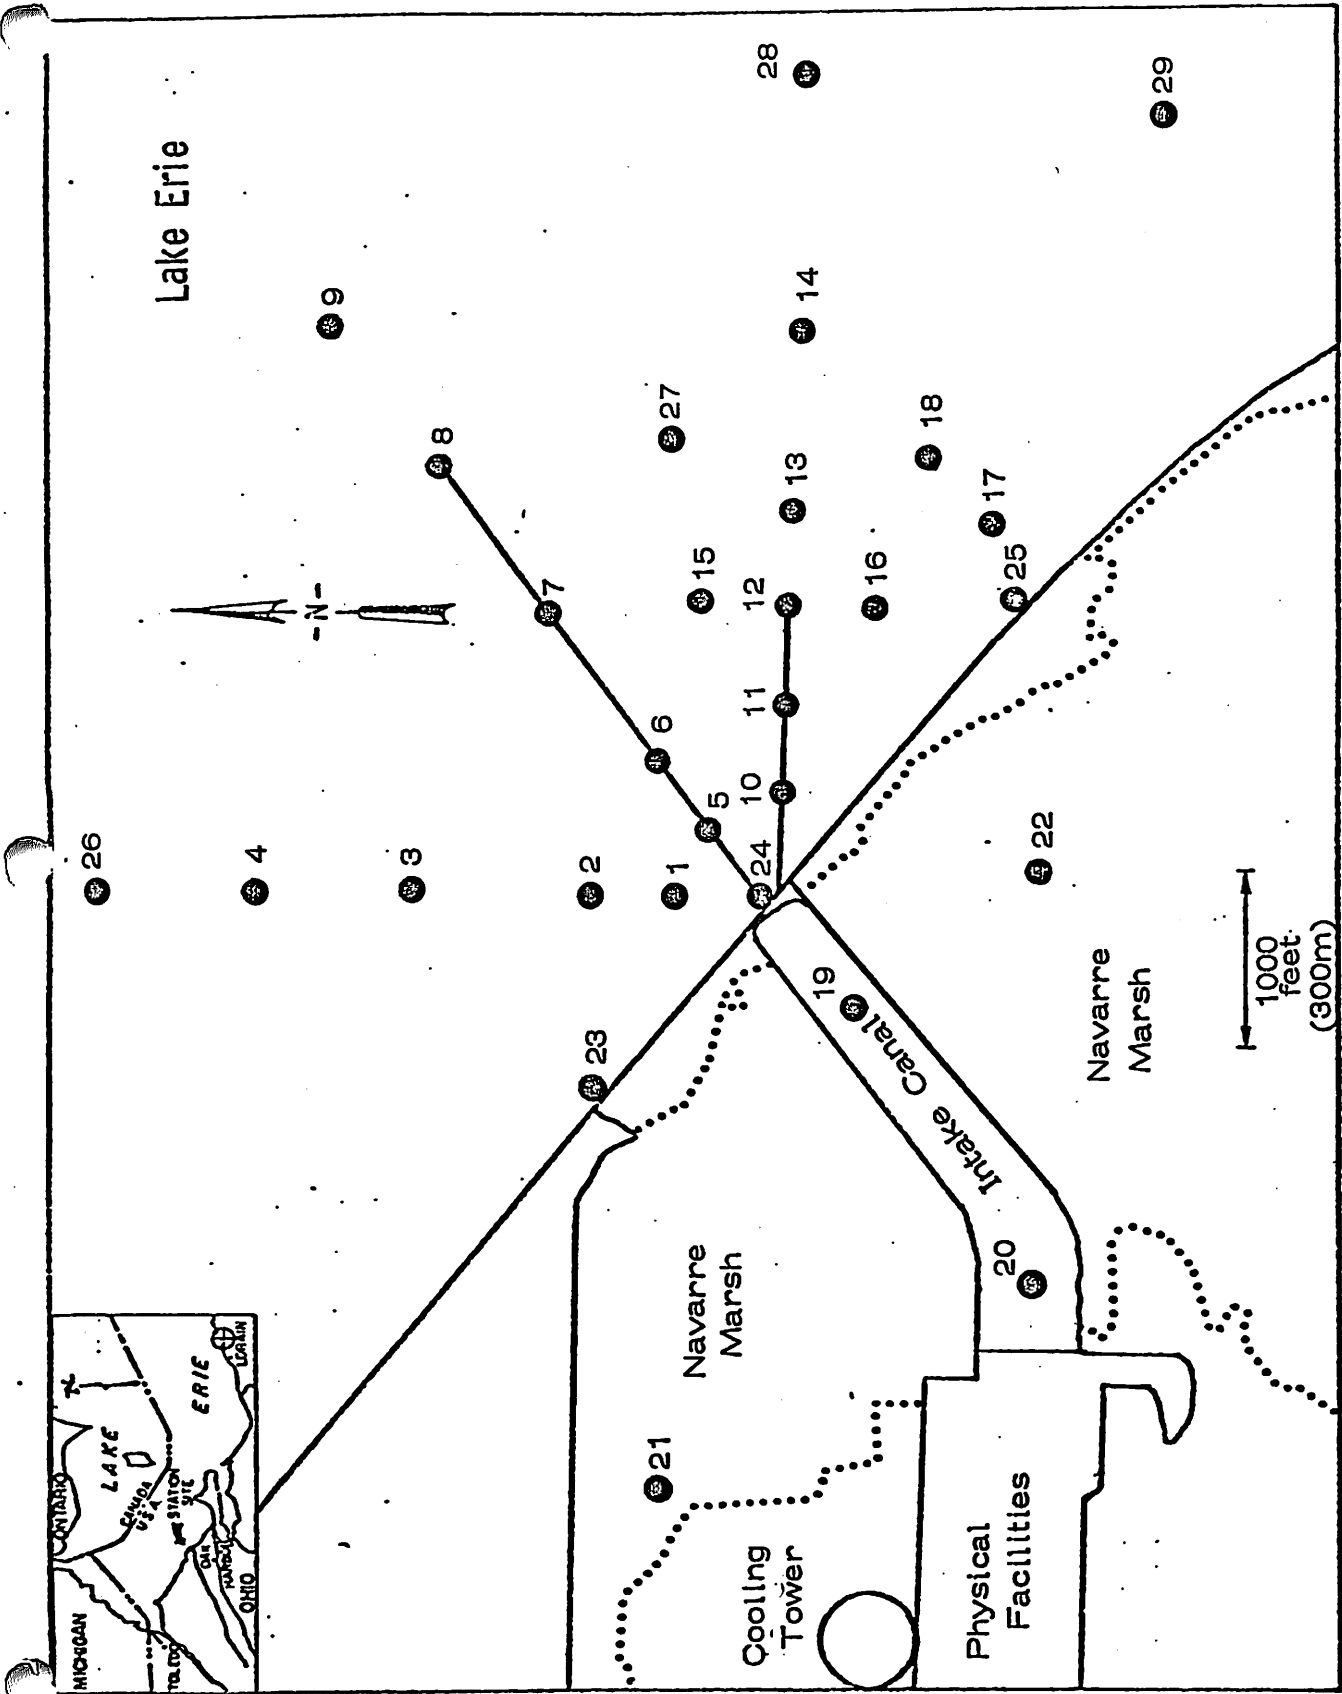 Lake Erie
28
29
9
14
8
27
18
13
17
7
15
12
16
25
-N-
6
11
5
10
26
4
3
2
1
24
22
19
23
Intake Canal
20
Navarre
Marsh
1000
feet
(300m)
Navarre
Marsh
21
Coolng
Tower
Physical
Facilities
MICHIGAN
ONTARIO
LAKE
ERIE
CANADA
U S A
STATION
SITE
TOLEDO
OHIO
LORAIN